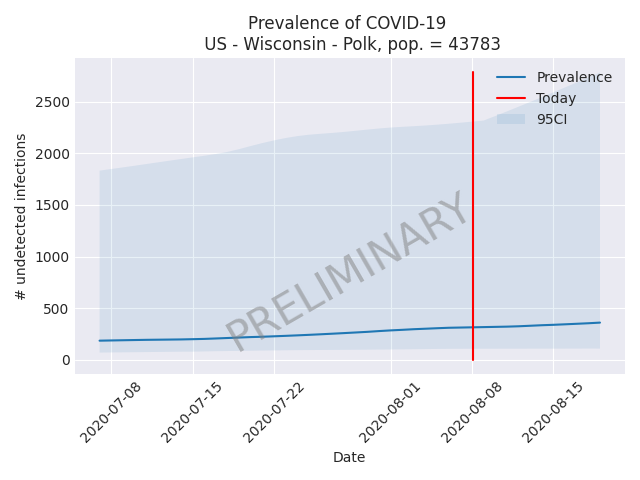 Prevalence of COVID-19
US - Wisconsin - Polk, pop. = 43783
Prevalence
Today
95CI
2500
2000
1500
1000
500
0
# undetected infections
PRELIMINARY
2020-07-08
2020-07-15
2020-07-22
2020-08-01
2020-08-08
2020-08-15
Date